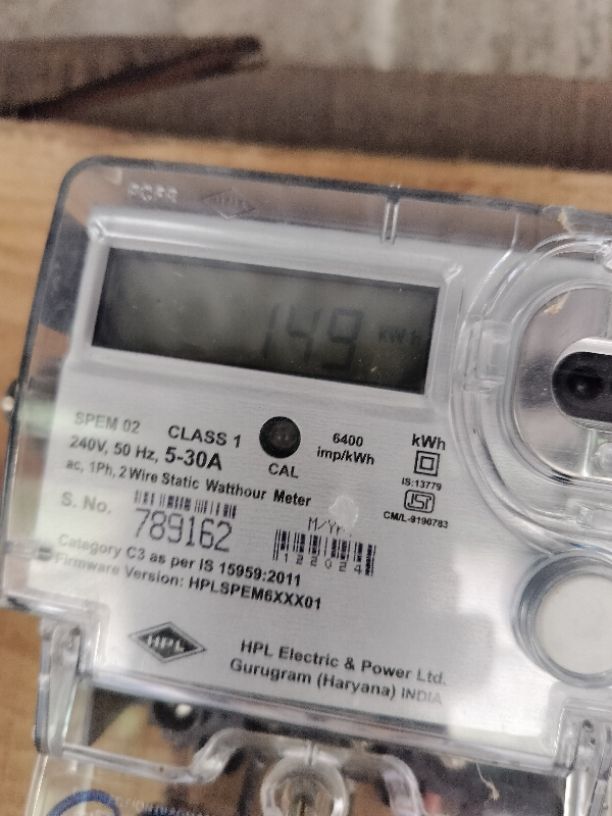 149 kWh
SPEM 02 CLASS 1
240V, 50 Hz, 5-30A
ac, 1Ph, 2 Wire Static Watthour Meter
CAL
6400
imp/kWh
kWh
IS:13779
CM/L-9190783
S. No. 789162
M/Yr.
122024
Category C3 as per IS 15959:2011
Firmware Version: HPLSPEM6XXX01
HPL
HPL Electric & Power Ltd.
Gurugram (Haryana) INDIA